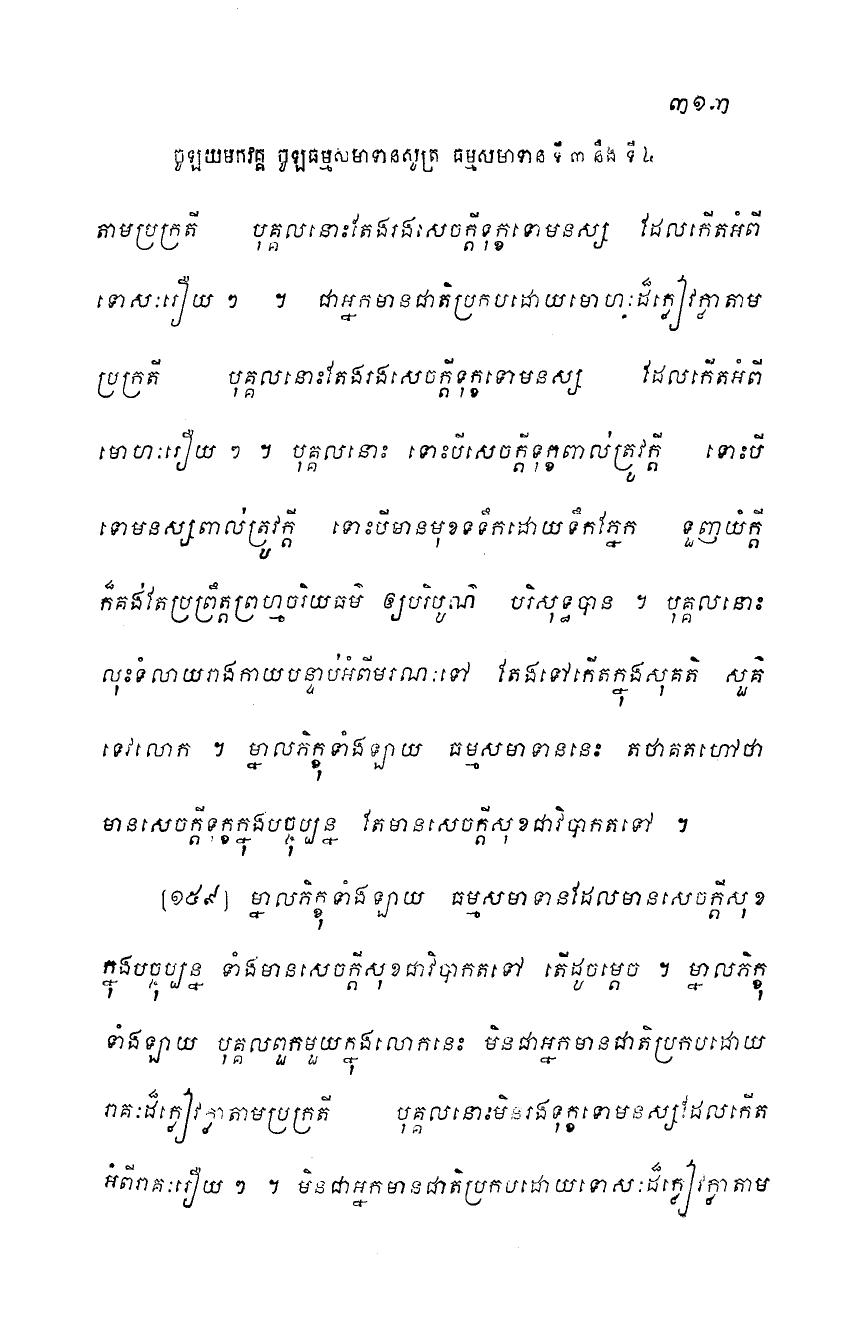 ៣១៣
ចូឡយមកវគ្គ ចូឡធម្មសមាទានសូត្រ ធម្មសមាទាន ទី ៣ នឹង ទី ៤
តាមប្រក្រតី បុគ្គលនោះតែងរងសេចក្តីទុក្ខទោមនស្ស ដែលកើតអំពី
ទោសៈរឿយ ៗ ។ ជាអ្នកមានជាតិប្រកបដោយមោហៈដ៏ក្លៀវក្លាតាម
ប្រក្រតី បុគ្គលនោះតែងរងសេចក្តីទុក្ខទោមនស្ស ដែលកើតអំពី
មោហៈរឿយ ៗ ។ បុគ្គលនោះ ទោះបីសេចក្តីទុក្ខពាល់ត្រូវក្តី ទោះបី
ទោមនស្សពាល់ត្រូវក្តី ទោះបីមានមុខទទឹកដោយទឹកភ្នែក ទួញយំក្តី
ក៏គង់តែប្រព្រឹត្តព្រហ្មចរិយធម៌ ឲ្យបរិបូណ៌ បរិសុទ្ធបាន ។ បុគ្គលនោះ
លុះទំលាយរាងកាយបន្ទាប់អំពីមរណៈទៅ តែងទៅកើតក្នុងសុគតិ សួគ៌
ទេវលោក ។ ម្នាលភិក្ខុទាំងឡាយ ធម្មសមាទាននេះ តថាគតហៅថា
មានសេចក្តីទុក្ខក្នុងបច្ចុប្បន្ន តែមានសេចក្តីសុខជាវិបាកតទៅ ។
[១៥៩] ម្នាលភិក្ខុទាំងឡាយ ធម្មសមាទានដែលមានសេចក្តីសុខ
ក្នុងបច្ចុប្បន្ន ទាំងមានសេចក្តីសុខជាវិបាកតទៅ តើដូចម្តេច ។ ម្នាលភិក្ខុ
ទាំងឡាយ បុគ្គលពួកមួយក្នុងលោកនេះ មិនជាអ្នកមានជាតិប្រកបដោយ
រាគៈដ៏ក្លៀវក្លាតាមប្រក្រតី បុគ្គលនោះមិនរងទុក្ខទោមនស្សដែលកើត
អំពីរាគៈរឿយ ៗ ។ មិនជាអ្នកមានជាតិប្រកបដោយទោសៈដ៏ក្លៀវក្លាតាម